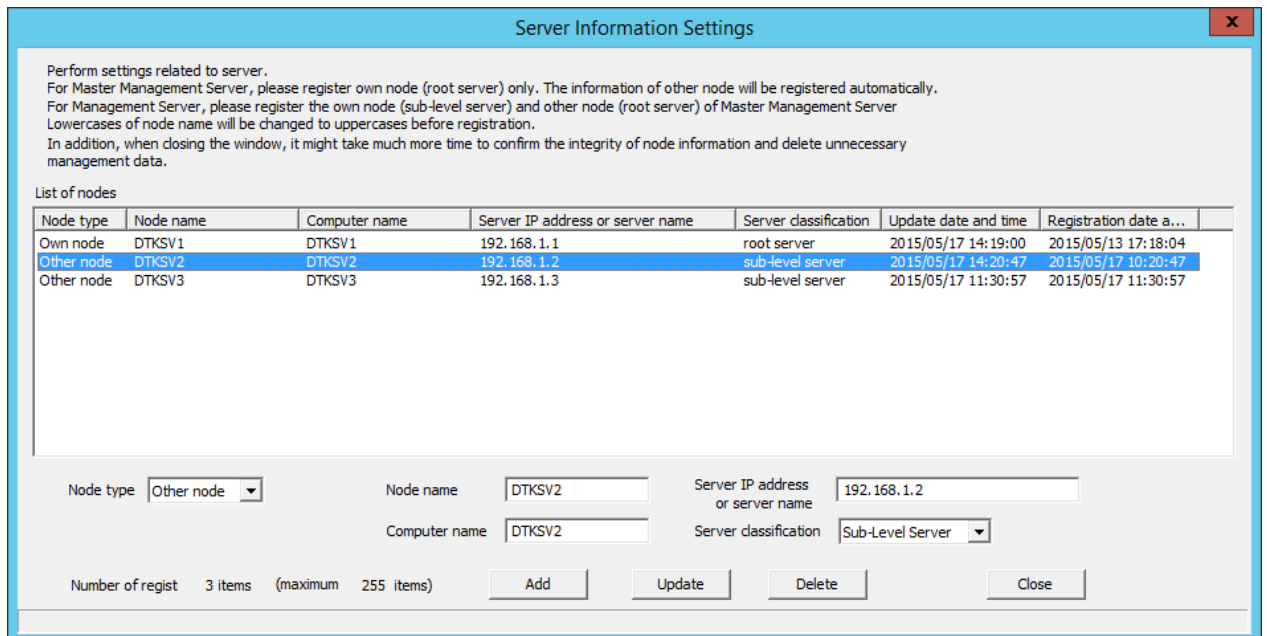 Server Information Settings
x
Perform settings related to server.
For Master Management Server, please register own node (root server) only. The information of other node will be registered automatically.
For Management Server, please register the own node (sub-level server) and other node (root server) of Master Management Server
Lowercases of node name will be changed to uppercases before registration.
In addition, when closing the window, it might take much more time to confirm the integrity of node information and delete unnecessary
management data.
List of nodes
Node type Node name Computer name Server IP address or server name Server classification Update date and time Registration date a...
Own node DTKSV1 DTKSV1 192.168.1.1 root server 2015/05/17 14:19:00 2015/05/13 17:18:04
Other node DTKSV2 DTKSV2 192.168.1.2 sub-level server 2015/05/17 14:20:47 2015/05/17 10:20:47
Other node DTKSV3 DTKSV3 192.168.1.3 sub-level server 2015/05/17 11:30:57 2015/05/17 11:30:57
Node type Other node Node name DTKSV2 Server IP address 192.168.1.2
or server name
Computer name DTKSV2 Server classification Sub-Level Server
Number of regist 3 items (maximum 255 items) Add Update Delete Close